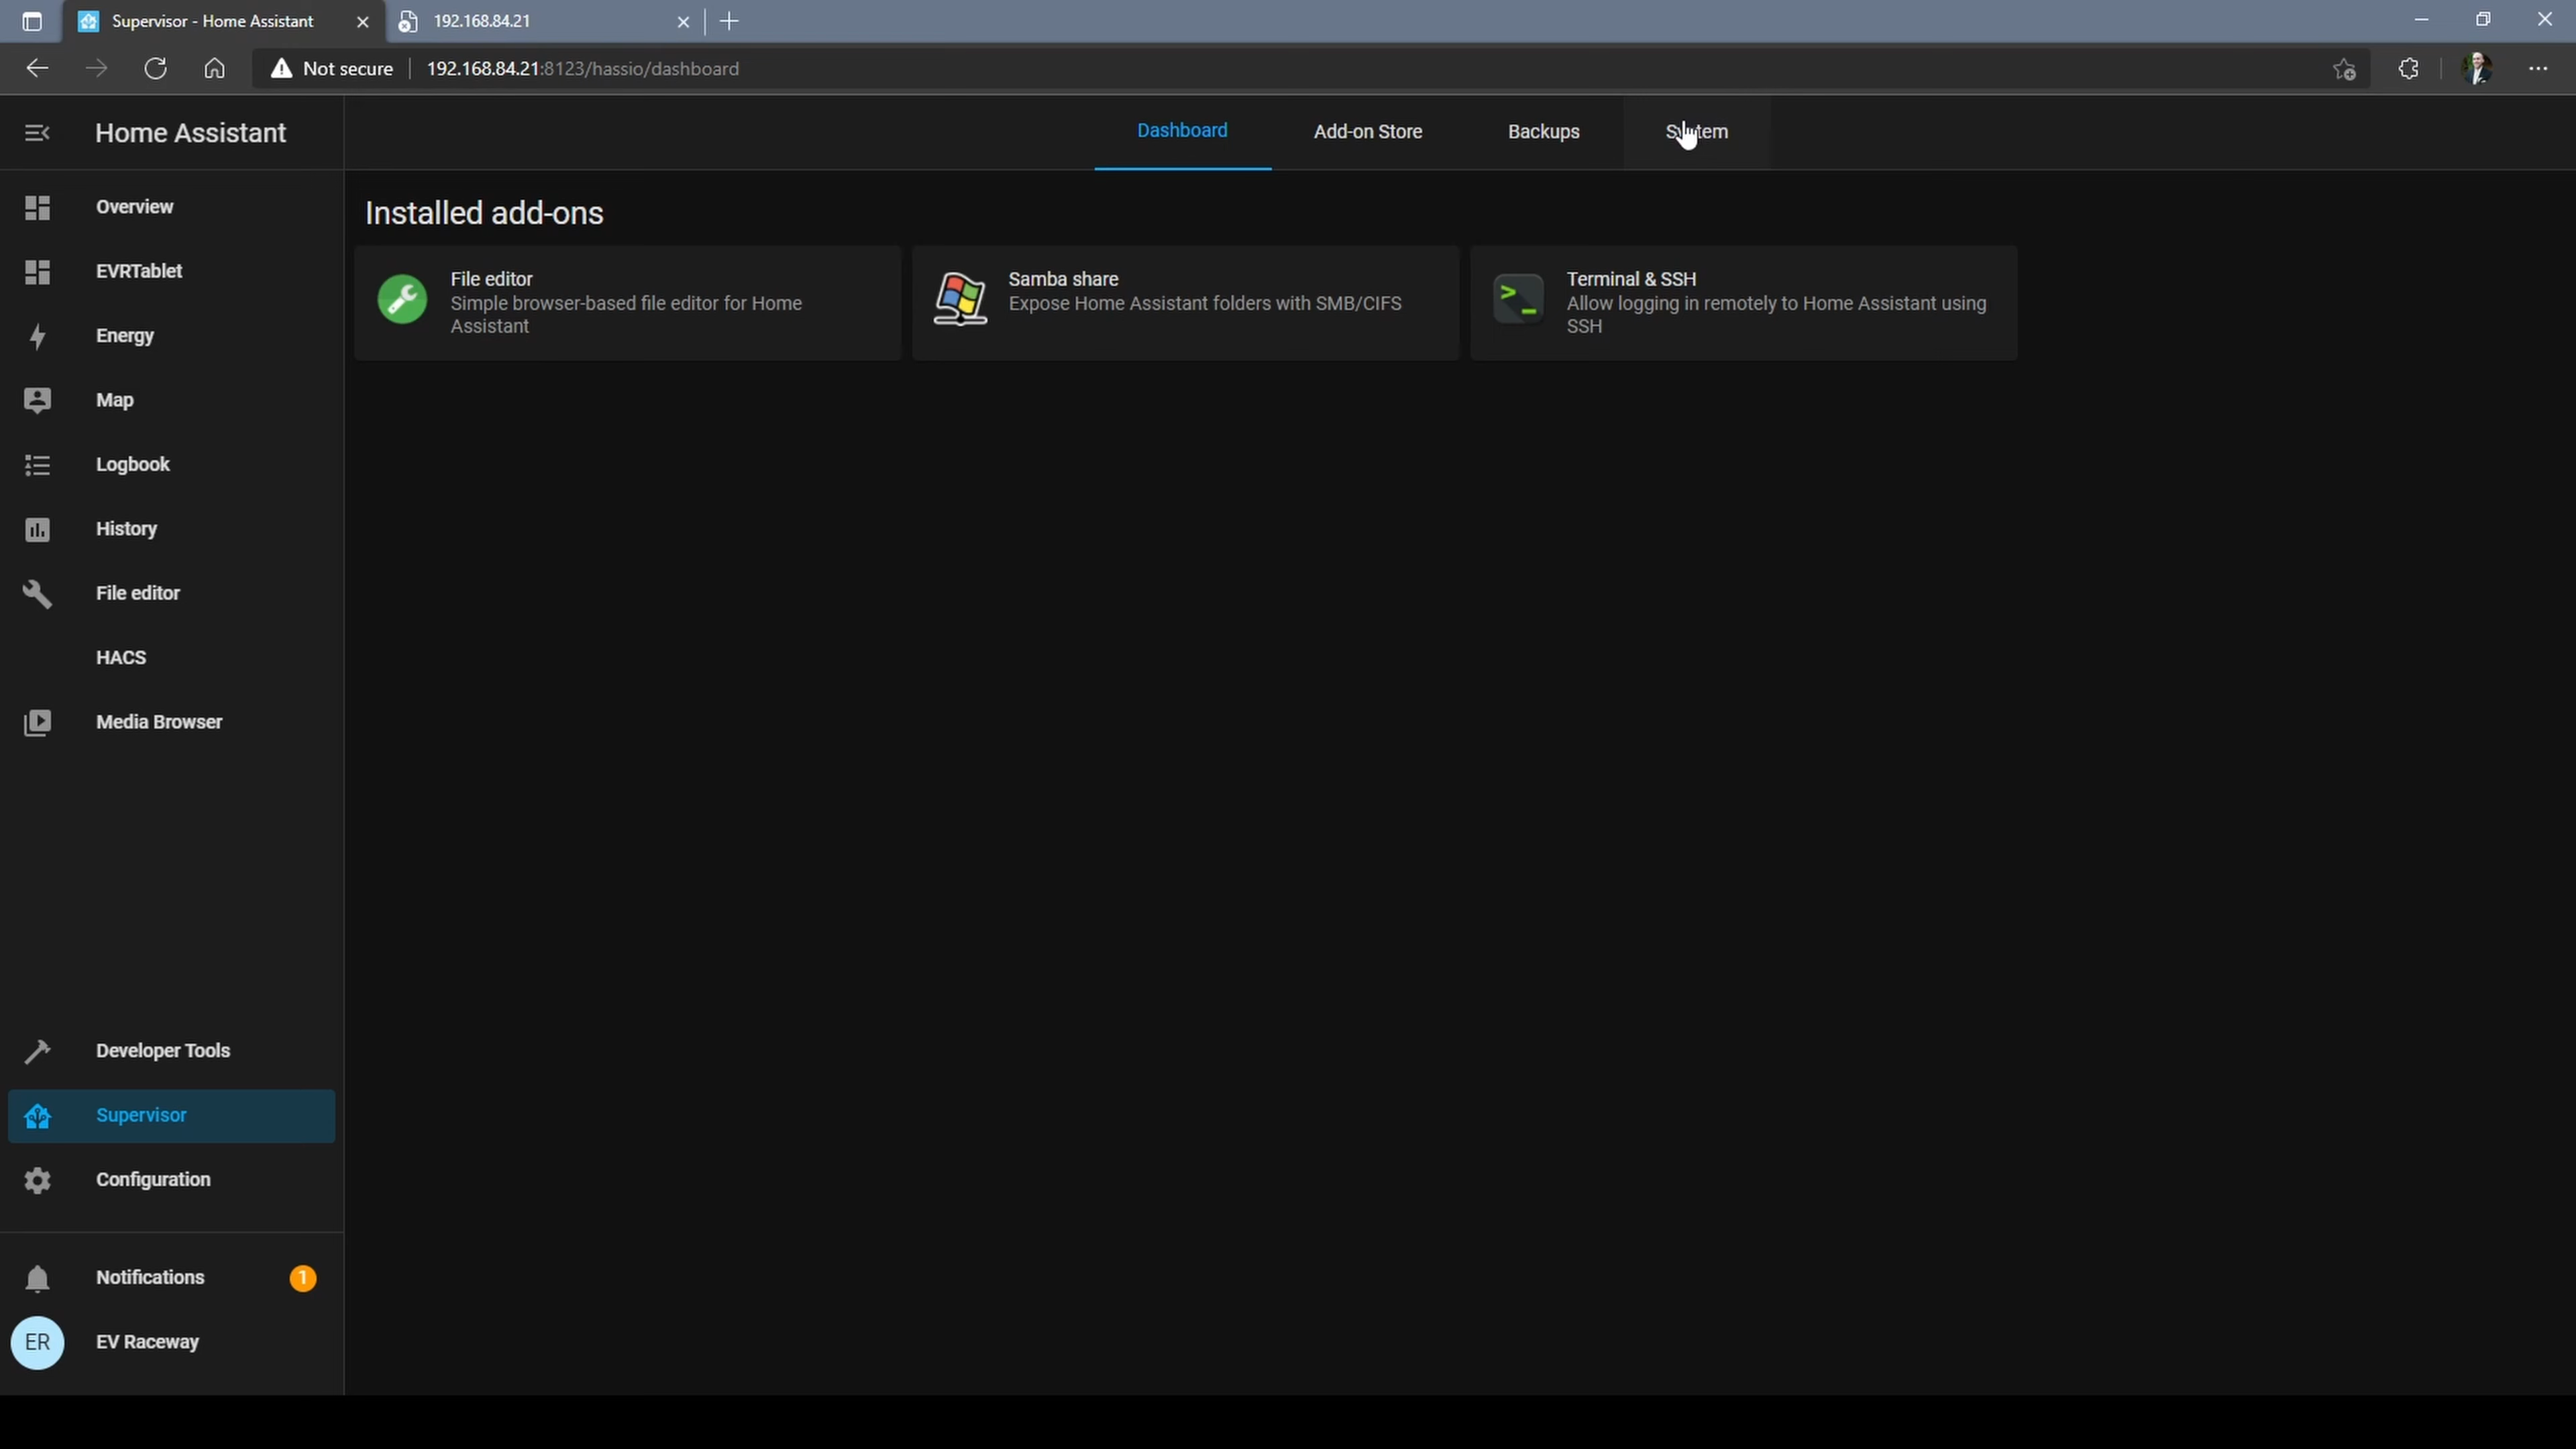 Supervisor - Home Assistant
192.168.84.21
Not secure
192.168.84.21:8123/hassio/dashboard
Home Assistant
Dashboard
Add-on Store
Backups
Overview
EVRTablet
Energy
Map
Logbook
History
File editor
HACS
Media Browser
Developer Tools
Supervisor
Configuration
Notifications
1
ER
EV Raceway
Installed add-ons
File editor
Simple browser-based file editor for Home
Assistant
Samba share
Expose Home Assistant folders with SMB/CIFS
Terminal & SSH
Allow logging in remotely to Home Assistant using
SSH